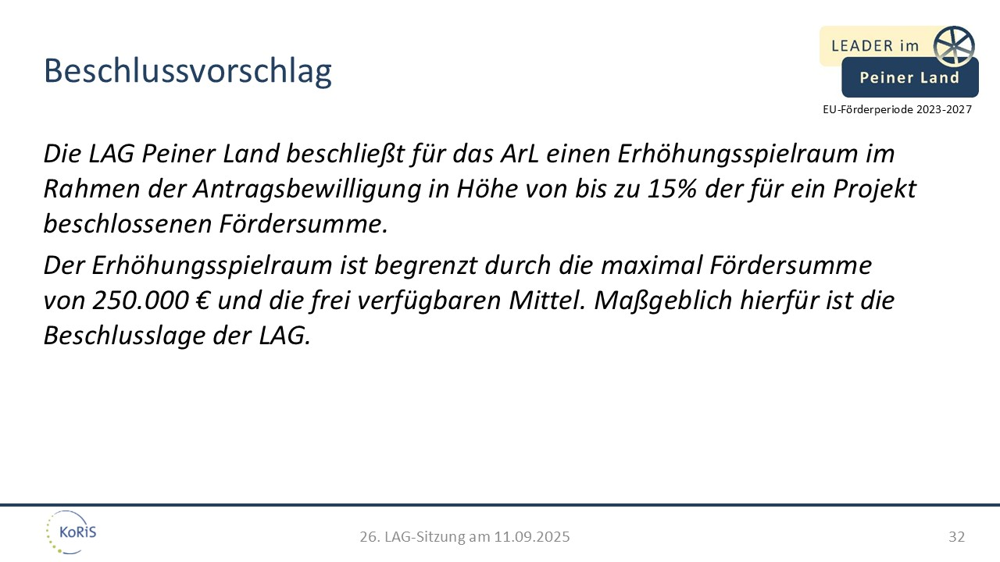 LEADER im
Peiner Land
EU-Förderperiode 2023-2027
Beschlussvorschlag
Die LAG Peiner Land beschließt für das ArL einen Erhöhungsspielraum im
Rahmen der Antragsbewilligung in Höhe von bis zu 15% der für ein Projekt
beschlossenen Fördersumme.
Der Erhöhungsspielraum ist begrenzt durch die maximal Fördersumme
von 250.000 € und die frei verfügbaren Mittel. Maßgeblich hierfür ist die
Beschlusslage der LAG.
KoRiS
26. LAG-Sitzung am 11.09.2025
32